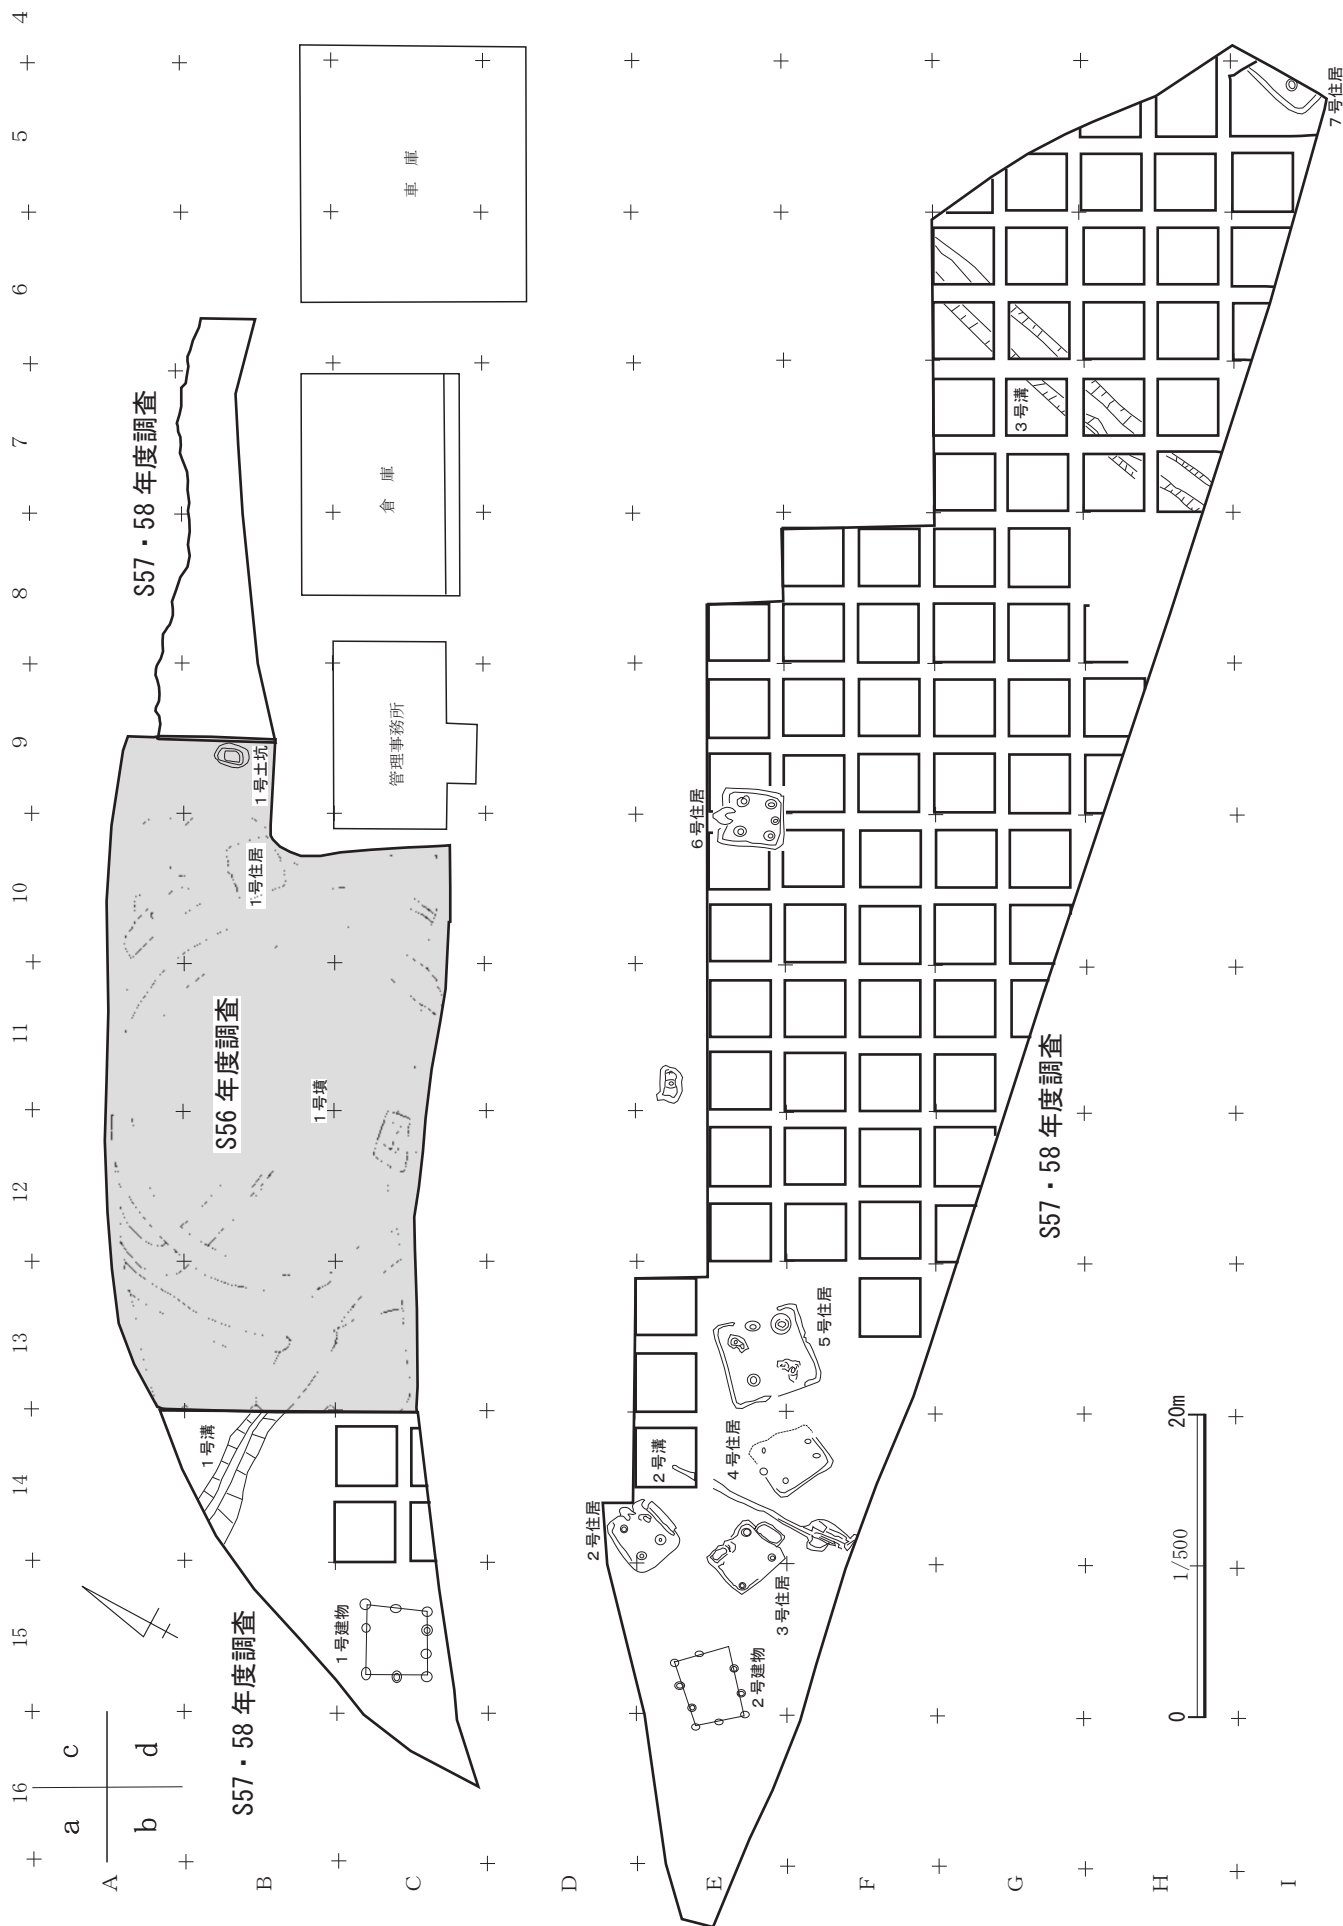 4
5
6
7
8
9
10
11
12
13
14
15
16
A
B
C
D
E
F
G
H
I
a
c
b
d
車 庫
倉 庫
管理事務所
S57・58 年度調査
S56 年度調査
1号土坑
1号住居
1号墳
1号溝
1号建物
S57・58 年度調査
7号住居
3号溝
6号住居
5号住居
4号住居
2号溝
2号住居
3号住居
2号建物
S57・58 年度調査
0
1/500
20m